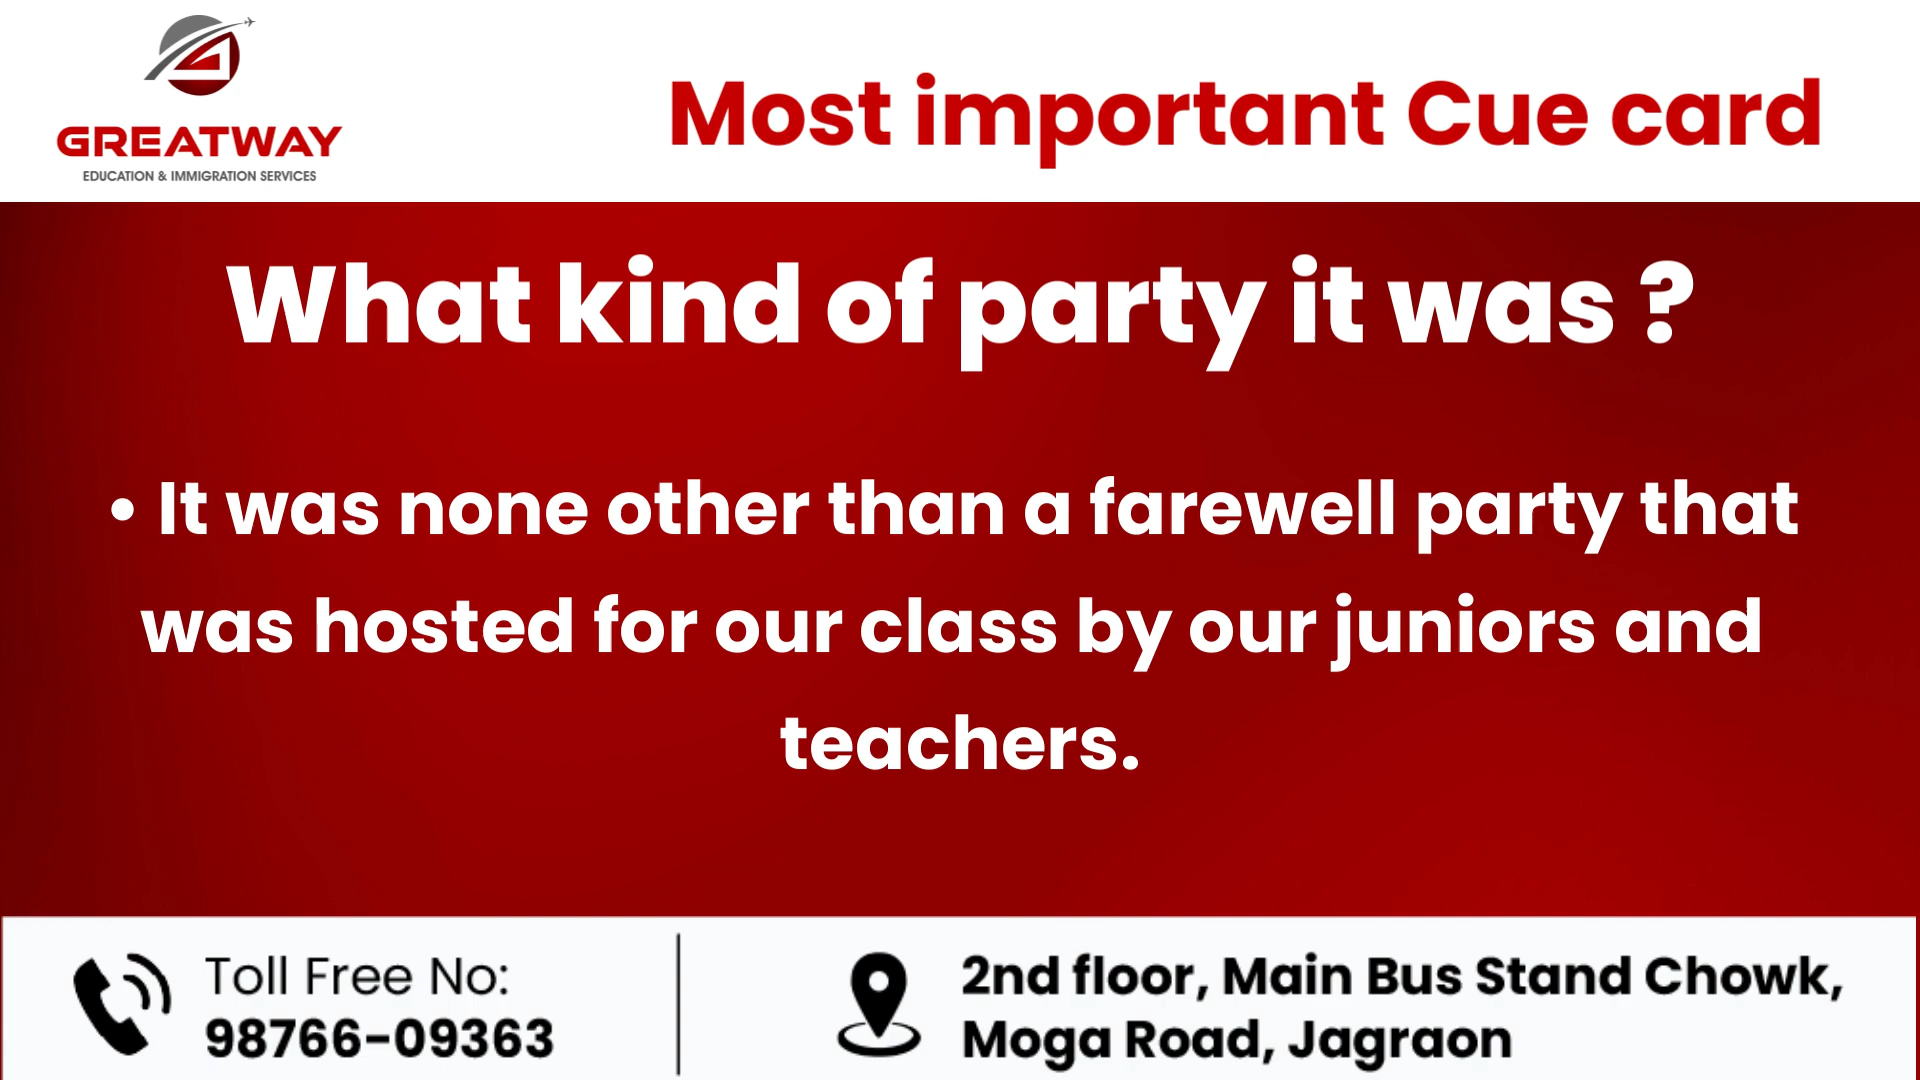 GREATWAY
EDUCATION & IMMIGRATION SERVICES
Most important Cue card
What kind of party it was ?
• It was none other than a farewell party that
was hosted for our class by our juniors and
teachers.
Toll Free No:
98766-09363
2nd floor, Main Bus Stand Chowk,
Moga Road, Jagraon